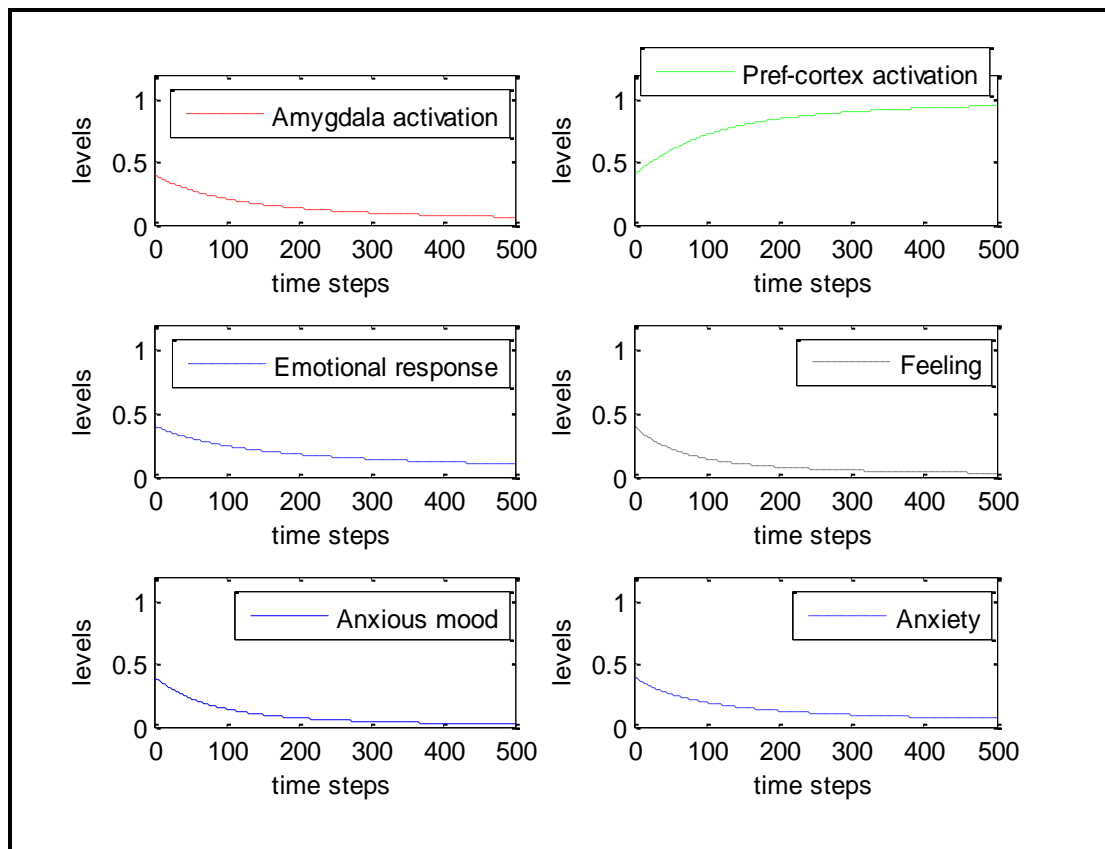 Amygdala activation
levels
1
0.5
0
0 100 200 300 400 500
time steps
Pref-cortex activation
levels
1
0.5
0
0 100 200 300 400 500
time steps
Emotional response
levels
1
0.5
0
0 100 200 300 400 500
time steps
Feeling
levels
1
0.5
0
0 100 200 300 400 500
time steps
Anxious mood
levels
1
0.5
0
0 100 200 300 400 500
time steps
Anxiety
levels
1
0.5
0
0 100 200 300 400 500
time steps